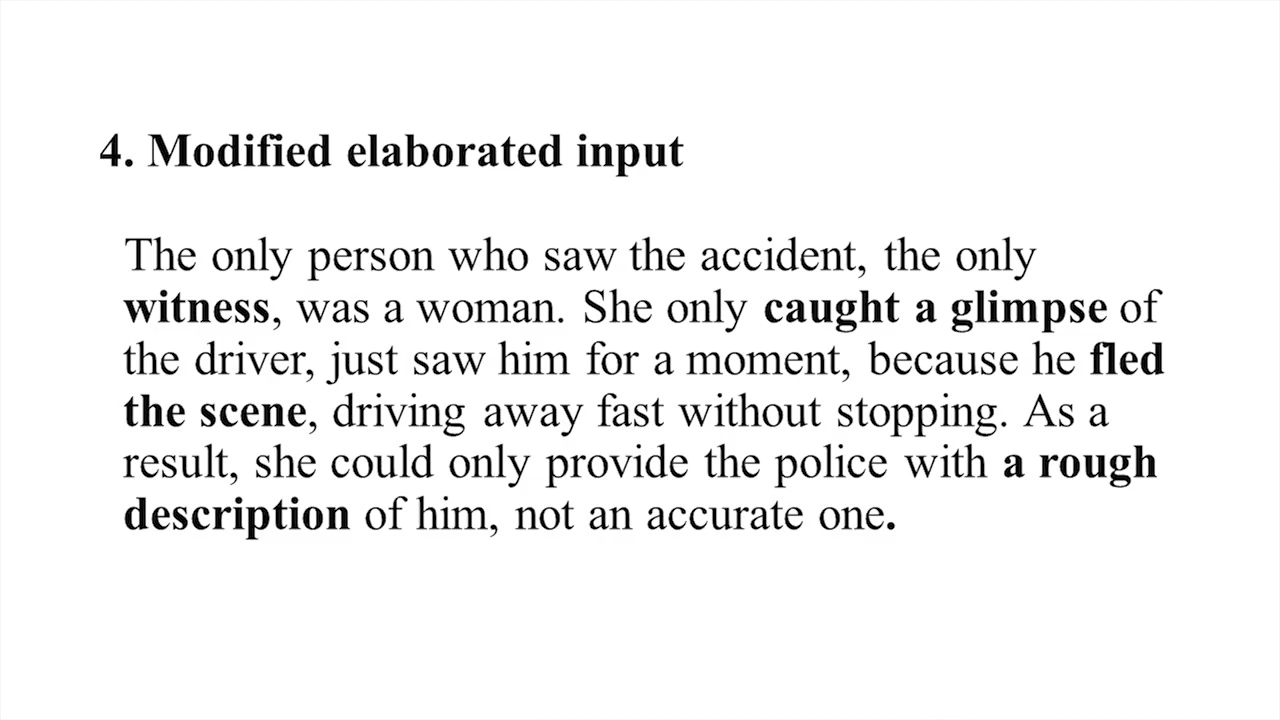 4. Modified elaborated input
The only person who saw the accident, the only
witness, was a woman. She only caught a glimpse of
the driver, just saw him for a moment, because he fled
the scene, driving away fast without stopping. As a
result, she could only provide the police with a rough
description of him, not an accurate one.